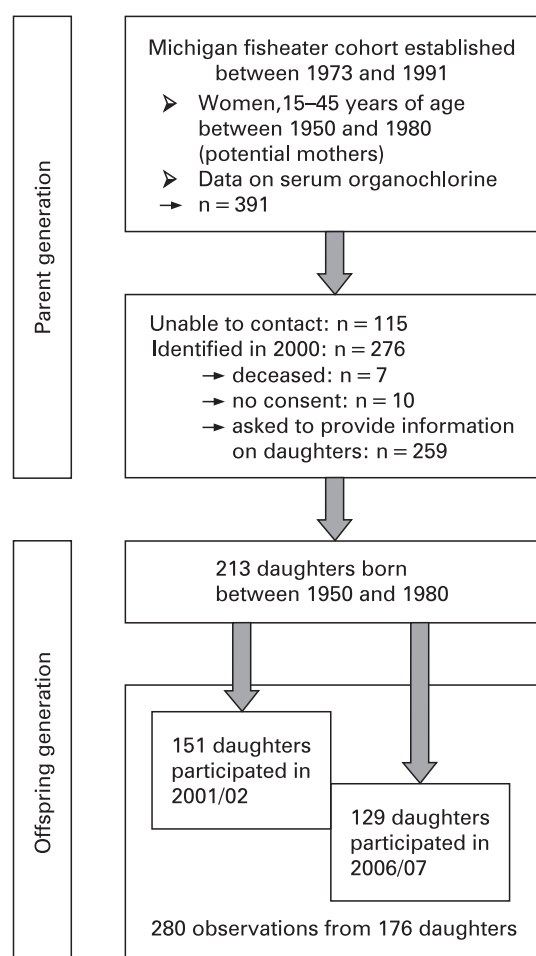 Parent generation
Michigan fisheater cohort established
between 1973 and 1991
➢ Women,15–45 years of age
between 1950 and 1980
(potential mothers)
➢ Data on serum organochlorine
→ n = 391
Unable to contact: n = 115
Identified in 2000: n = 276
→ deceased: n = 7
→ no consent: n = 10
→ asked to provide information
on daughters: n = 259
Offspring generation
213 daughters born
between 1950 and 1980
151 daughters
participated in
2001/02
129 daughters
participated in
2006/07
280 observations from 176 daughters